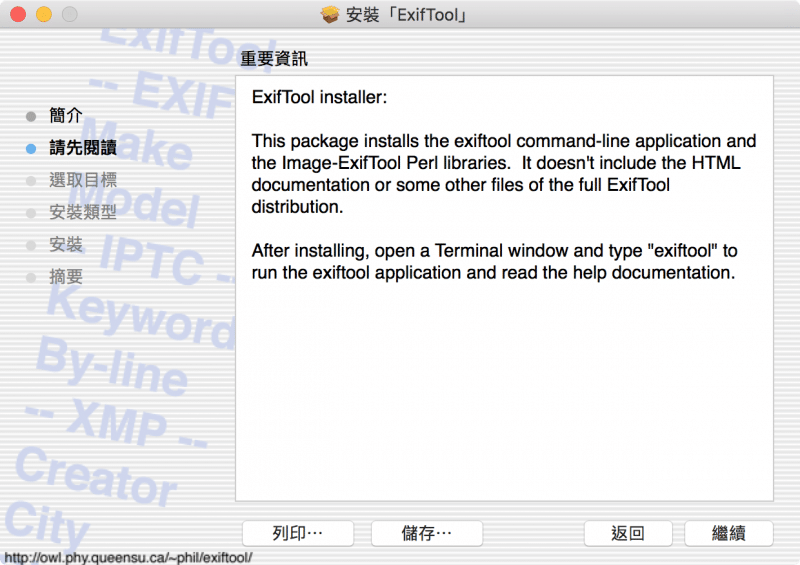 安裝「ExifTool」
ExifTool
-- EXIF
Make
Model
-- IPTC --
Keyword
By-line
-- XMP --
Creator
City
http://owl.phy.queensu.ca/~phil/exiftool/
簡介
請先閱讀
選取目標
安裝類型
安裝
摘要
重要資訊
ExifTool installer:
This package installs the exiftool command-line application and
the Image-ExifTool Perl libraries.  It doesn't include the HTML
documentation or some other files of the full ExifTool
distribution.
After installing, open a Terminal window and type "exiftool" to
run the exiftool application and read the help documentation.
列印⋯
儲存⋯
返回
繼續